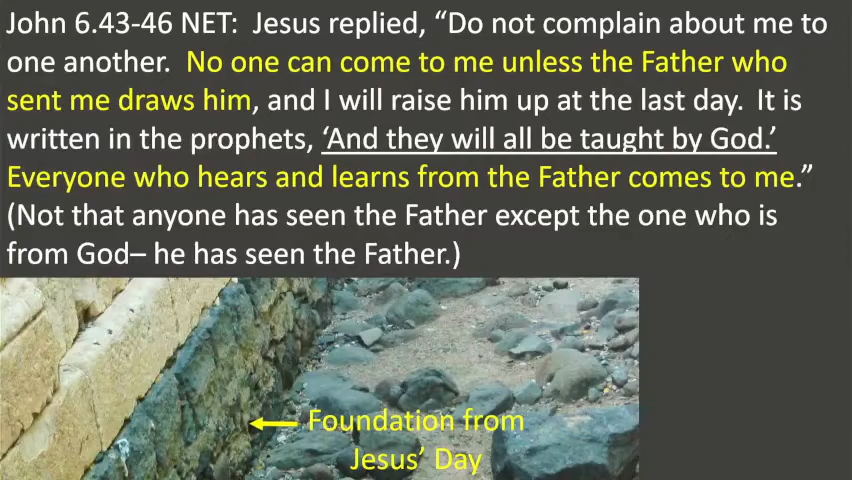 John 6.43-46 NET:  Jesus replied, “Do not complain about me to
one another.  No one can come to me unless the Father who
sent me draws him, and I will raise him up at the last day.  It is
written in the prophets, ‘And they will all be taught by God.’
Everyone who hears and learns from the Father comes to me.”
(Not that anyone has seen the Father except the one who is
from God– he has seen the Father.)
Foundation from
Jesus’ Day